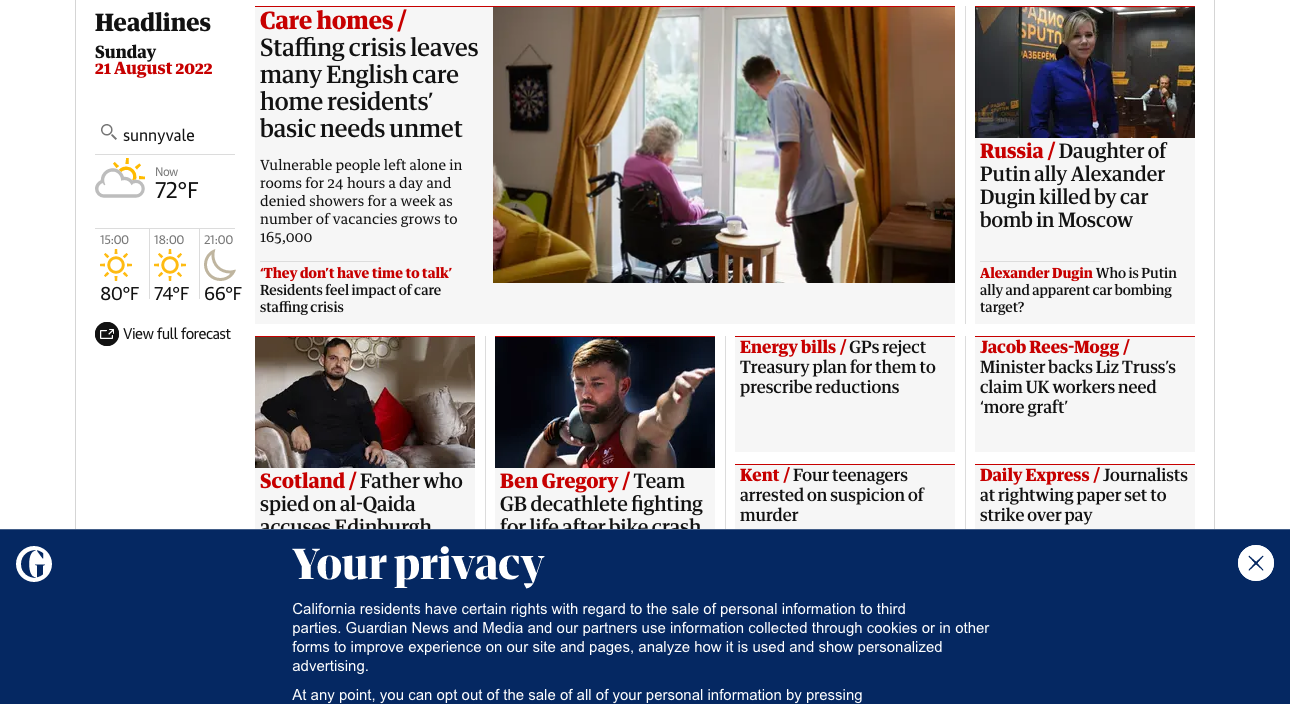 Headlines
Sunday
21 August 2022
sunnyvale
Now
72°F
15:00
18:00
21:00
80°F
74°F
66°F
View full forecast
Care homes /
Staffing crisis leaves
many English care
home residents’
basic needs unmet
Vulnerable people left alone in
rooms for 24 hours a day and
denied showers for a week as
number of vacancies grows to
165,000
‘They don’t have time to talk’
Residents feel impact of care
staffing crisis
РАДИО
SPUTN
РАЗБЕРЁМС
Russia / Daughter of
Putin ally Alexander
Dugin killed by car
bomb in Moscow
Alexander Dugin Who is Putin
ally and apparent car bombing
target?
Scotland / Father who
spied on al-Qaida
accuses Edinburgh
Ben Gregory / Team
GB decathlete fighting
for life after bike crash
Energy bills / GPs reject
Treasury plan for them to
prescribe reductions
Jacob Rees-Mogg /
Minister backs Liz Truss’s
claim UK workers need
‘more graft’
Kent / Four teenagers
arrested on suspicion of
murder
Daily Express / Journalists
at rightwing paper set to
strike over pay
G
Your privacy
California residents have certain rights with regard to the sale of personal information to third
parties. Guardian News and Media and our partners use information collected through cookies or in other
forms to improve experience on our site and pages, analyze how it is used and show personalized
advertising.
At any point, you can opt out of the sale of all of your personal information by pressing